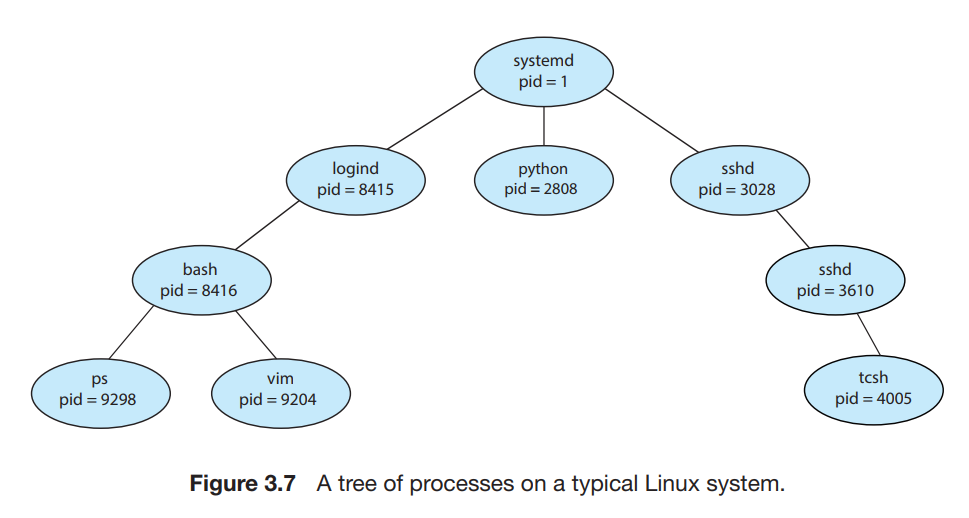 systemd
pid = 1
logind
pid = 8415
python
pid = 2808
sshd
pid = 3028
bash
pid = 8416
sshd
pid = 3610
ps
pid = 9298
vim
pid = 9204
tcsh
pid = 4005
Figure 3.7 A tree of processes on a typical Linux system.